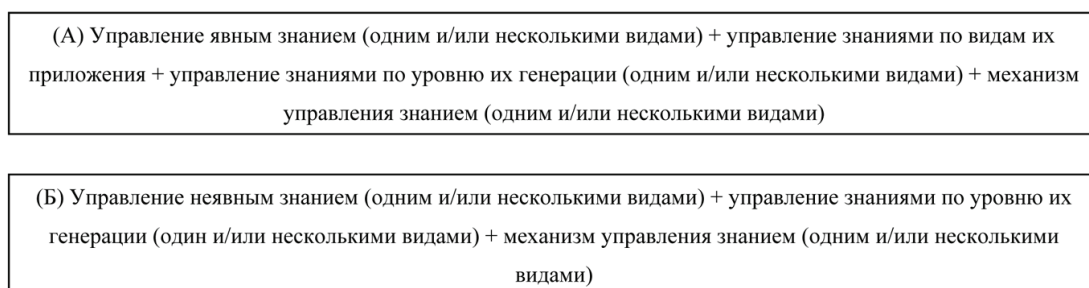 (А) Управление явным знанием (одним и/или несколькими видами) + управление знаниями по видам их
приложения + управление знаниями по уровню их генерации (одним и/или несколькими видами) + механизм
управления знанием (одним и/или несколькими видами)
(Б) Управление неявным знанием (одним и/или несколькими видами) + управление знаниями по уровню их
генерации (один и/или несколькими видами) + механизм управления знанием (одним и/или несколькими
видами)